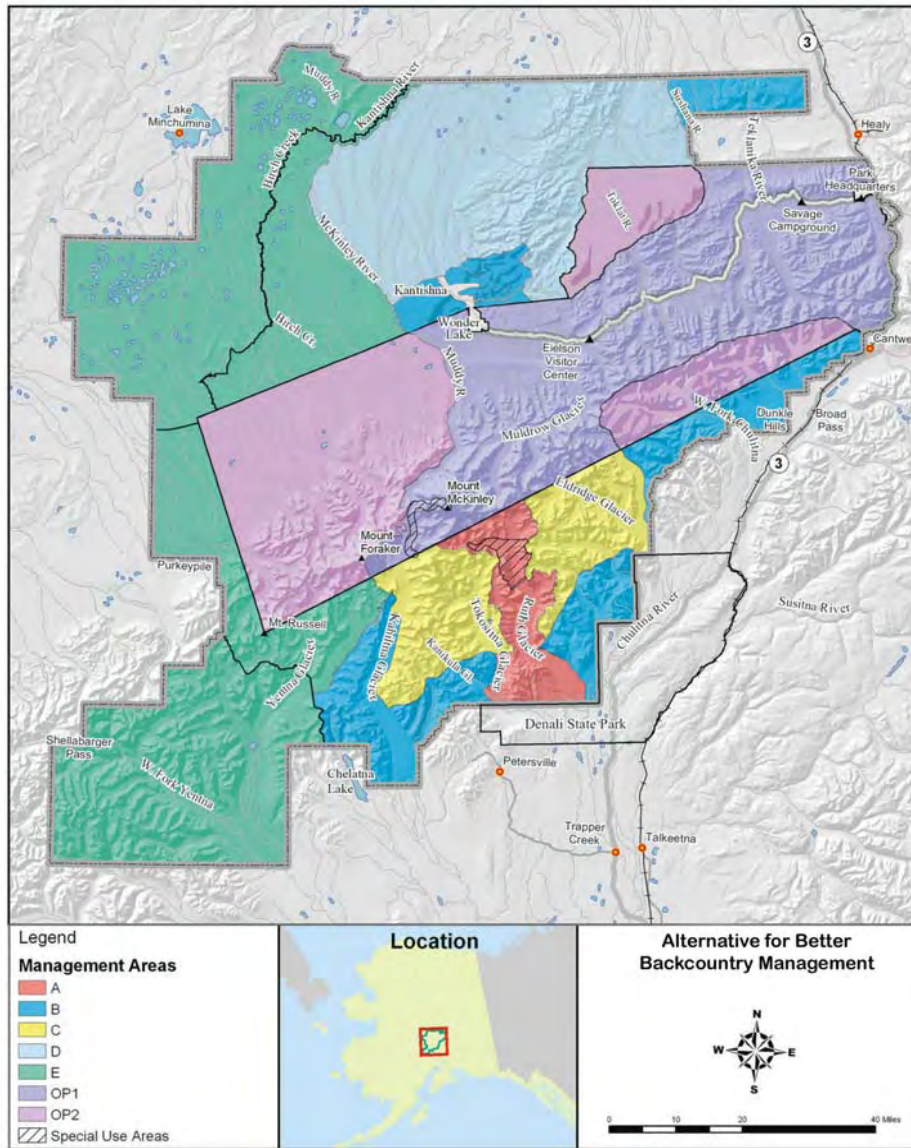 3
Muddy R.
Kantishna River
Lake
Minchumina
Sushana R.
Healy
Birch Creek
Teklanika River
Park
Headquarters
Toklat R.
Savage
Campground
McKinley River
Kantishna
Wonder
Lake
Birch Cr.
Eielson
Visitor
Center
Cantwell
Muddy R
Muldrow Glacier
W. Fork Chulitna
Dunkle
Hills
Broad
Pass
3
Mount
McKinley
Eldridge Glacier
Mount
Foraker
Purkeypile
Mt. Russell
Kahiltna Glacier
Kanikula Gl.
Tokositna Glacier
Ruth Glacier
Chulitna River
Susitna River
Yentna Glacier
Denali State Park
Shellabarger
Pass
W. Fork Yentna
Chelatna
Lake
Petersville
Trapper
Creek
Talkeetna
Legend
Management Areas
A
B
C
D
E
OP1
OP2
Special Use Areas
Location
Alternative for Better
Backcountry Management
N
W
E
S
0
10
20
40 Miles